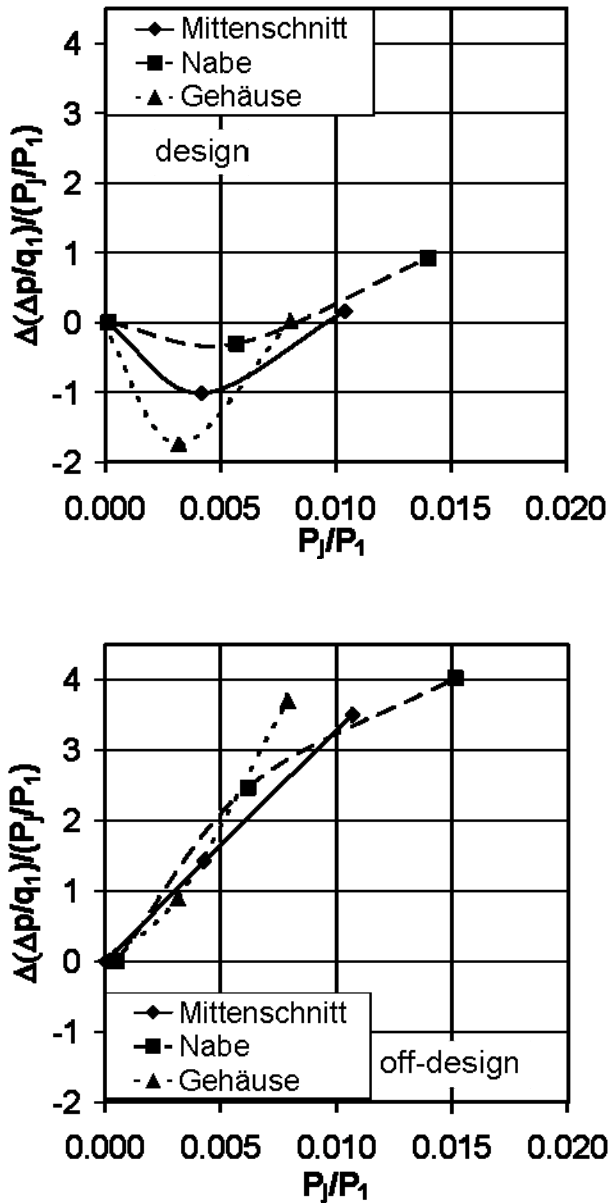 4
Mittenschnitt
Nabe
3
Gehäuse
design
2
1
0
-1
-2
Δ(Δp/q₁)/(Pⱼ/P₁)
0.000 0.005 0.010 0.015 0.020
Pⱼ/P₁
4
3
2
1
0
-1
-2
Δ(Δp/q₁)/(Pⱼ/P₁)
Mittenschnitt
Nabe
Gehäuse
off-design
0.000 0.005 0.010 0.015 0.020
Pⱼ/P₁